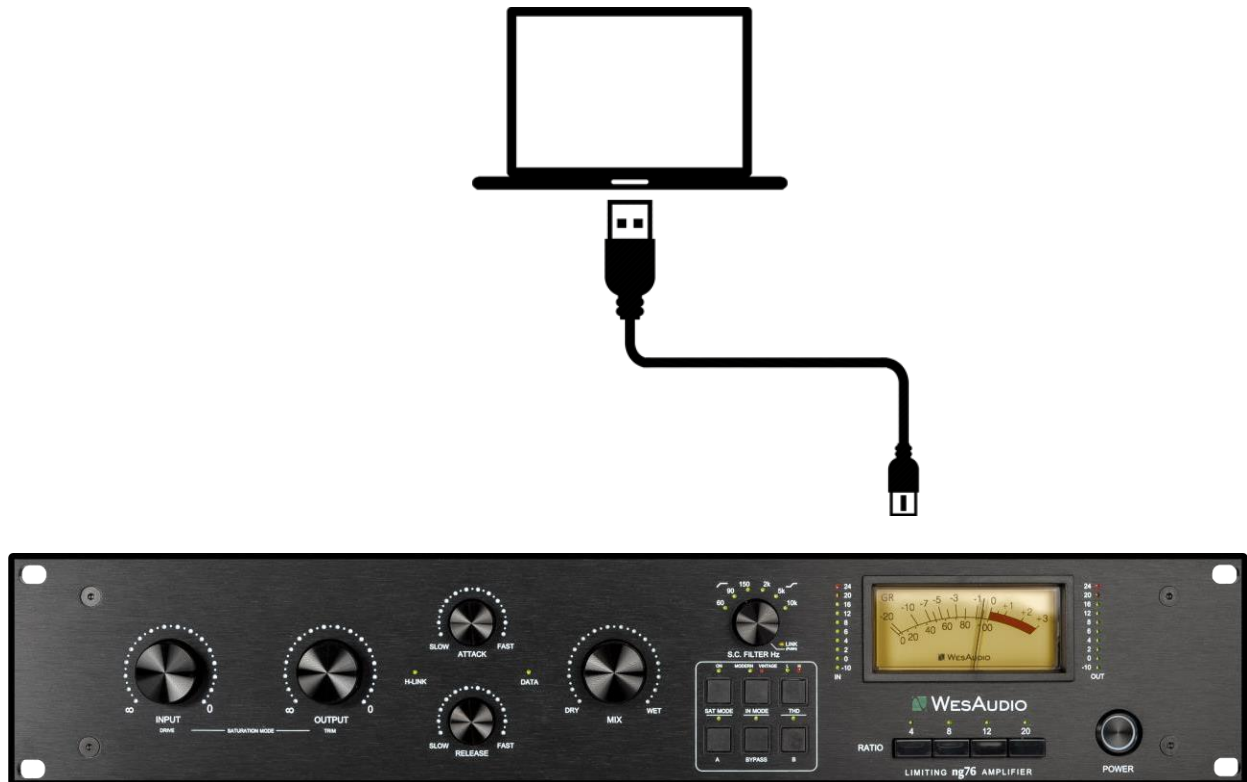 8 INPUT 0
DRIVE
SATURATION MODE
8 OUTPUT 0
TRIM
SLOW ATTACK FAST
H-LINK
DATA
SLOW RELEASE FAST
DRY MIX WET
60 90 150 2k 5k 10k
LINK
S.C. FILTER Hz
ON MODERN VINTAGE L H
SAT MODE IN MODE THD
A BYPASS B
24
20
16
12
8
6
4
2
0
-10
IN
GR
-20 -10 -7 -5 -3 -1 0 +1 +2 +3
0 20 40 60 80 100
WESAUDIO
24
20
16
12
8
6
4
2
0
-10
OUT
WESAUDIO
4 8 12 20
RATIO
LIMITING ng76 AMPLIFIER
POWER